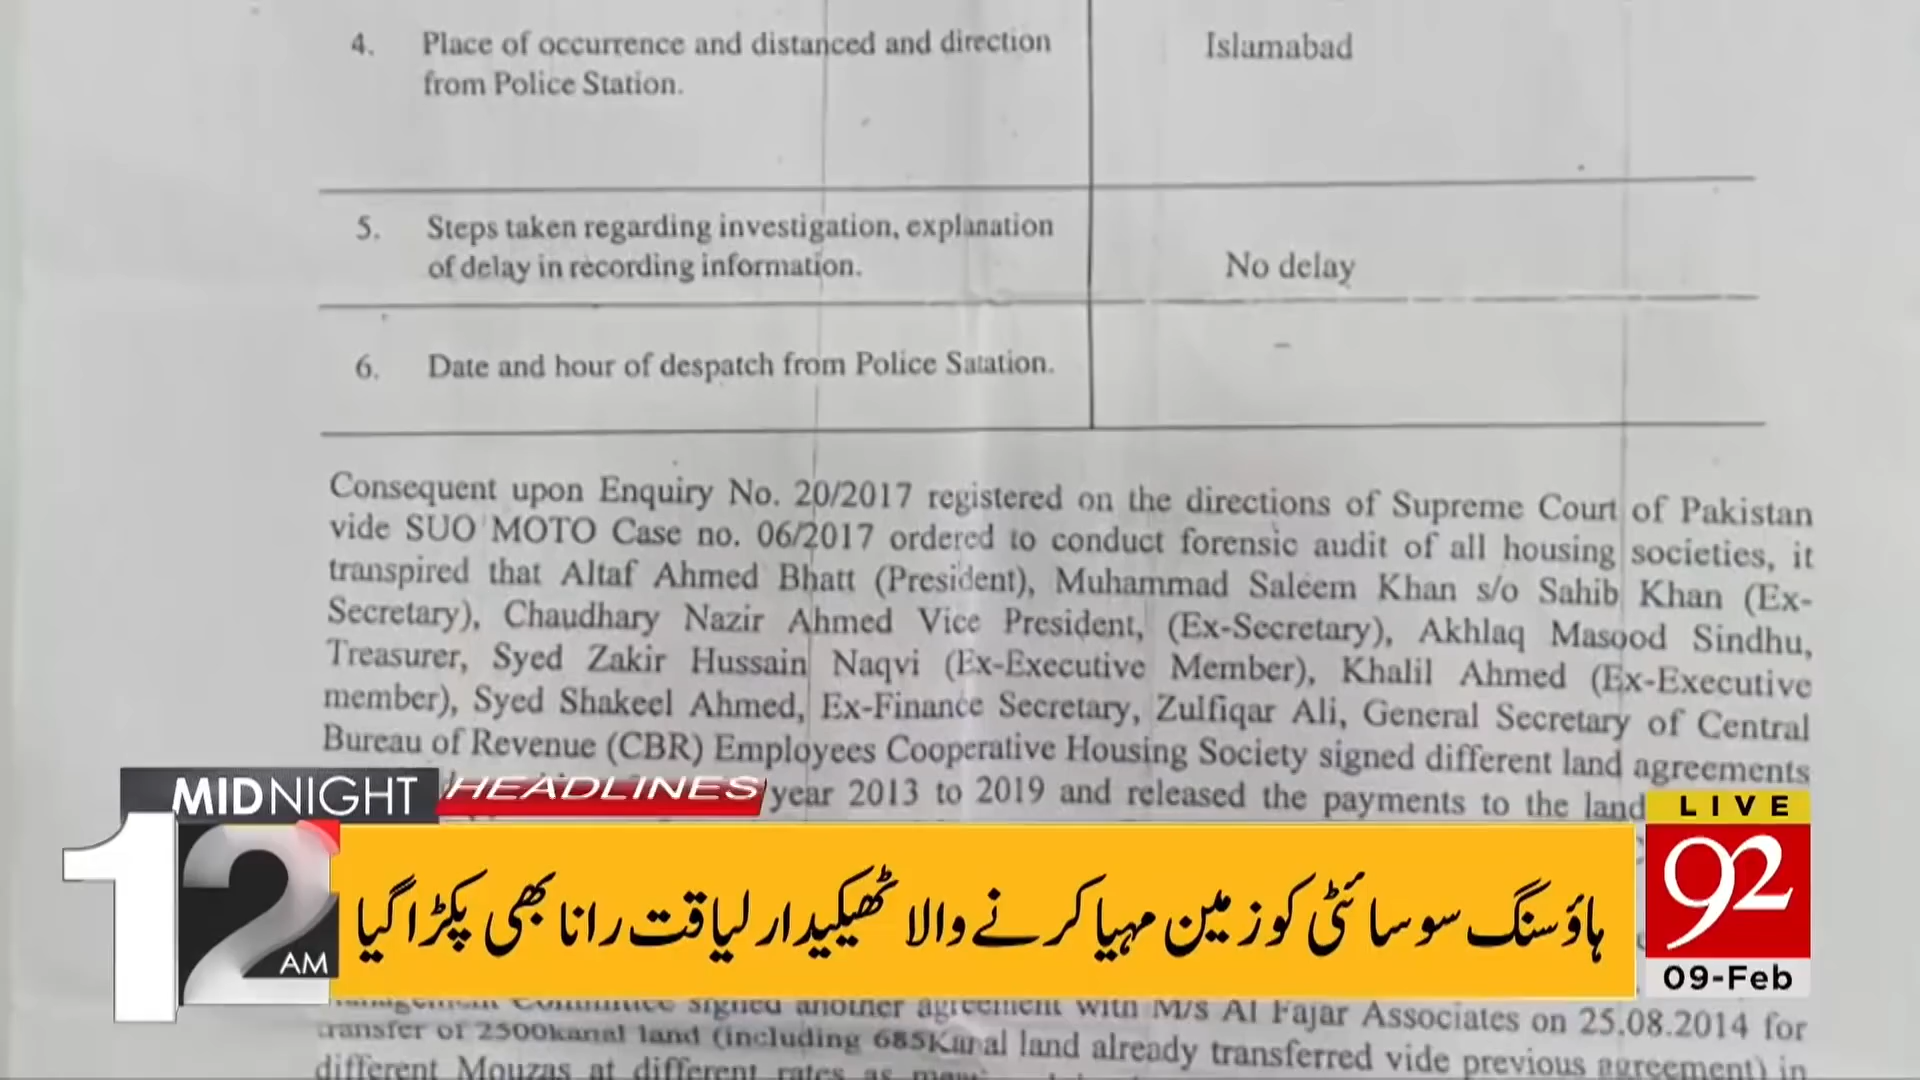 4. Place of occurrence and distanced and direction from Police Station. Islamabad
5. Steps taken regarding investigation, explanation of delay in recording information. No delay
6. Date and hour of despatch from Police Satation. –
Consequent upon Enquiry No. 20/2017 registered on the directions of Supreme Court of Pakistan
vide SUO MOTO Case no. 06/2017 ordered to conduct forensic audit of all housing societies, it
transpired that Altaf Ahmed Bhatt (President), Muhammad Saleem Khan s/o Sahib Khan (Ex-
Secretary), Chaudhary Nazir Ahmed Vice President, (Ex-Secretary), Akhlaq Masood Sindhu,
Treasurer, Syed Zakir Hussain Naqvi (Ex-Executive Member), Khalil Ahmed (Ex-Executive
member), Syed Shakeel Ahmed, Ex-Finance Secretary, Zulfiqar Ali, General Secretary of Central
Bureau of Revenue (CBR) Employees Cooperative Housing Society signed different land agreements
year 2013 to 2019 and released the payments to the land
MIDNIGHT HEADLINES
12 AM
ہاؤسنگ سوسائٹی کو زمین مہیا کرنے والا ٹھیکیدار لیاقت رانا بھی پکڑا گیا
LIVE
92
09-Feb
Management Committee signed another agreement with M/s Al Fajar Associates on 25.08.2014 for
transfer of 2500kanal land (including 685Kanal land already transferred vide previous agreement) in
different Mouzas at different rates as